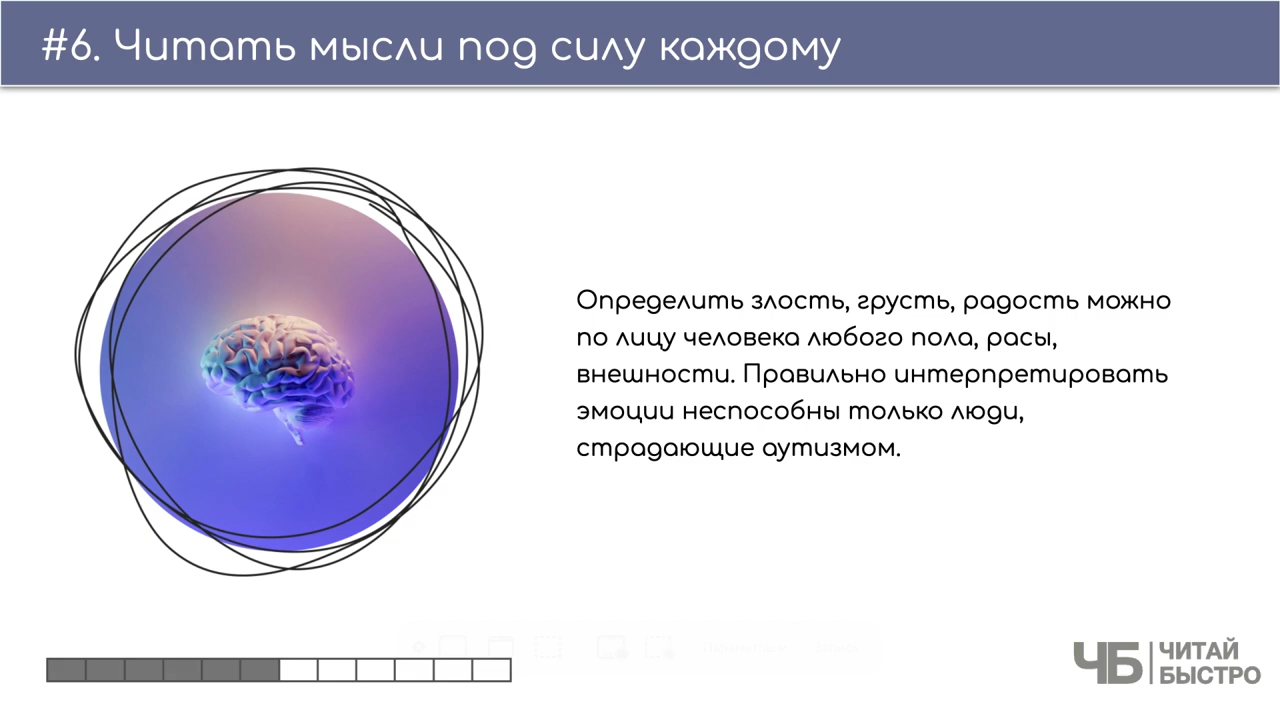 #6. Читать мысли под силу каждому
Определить злость, грусть, радость можно
по лицу человека любого пола, расы,
внешности. Правильно интерпретировать
эмоции неспособны только люди,
страдающие аутизмом.
ЧБ
ЧИТАЙ
БЫСТРО